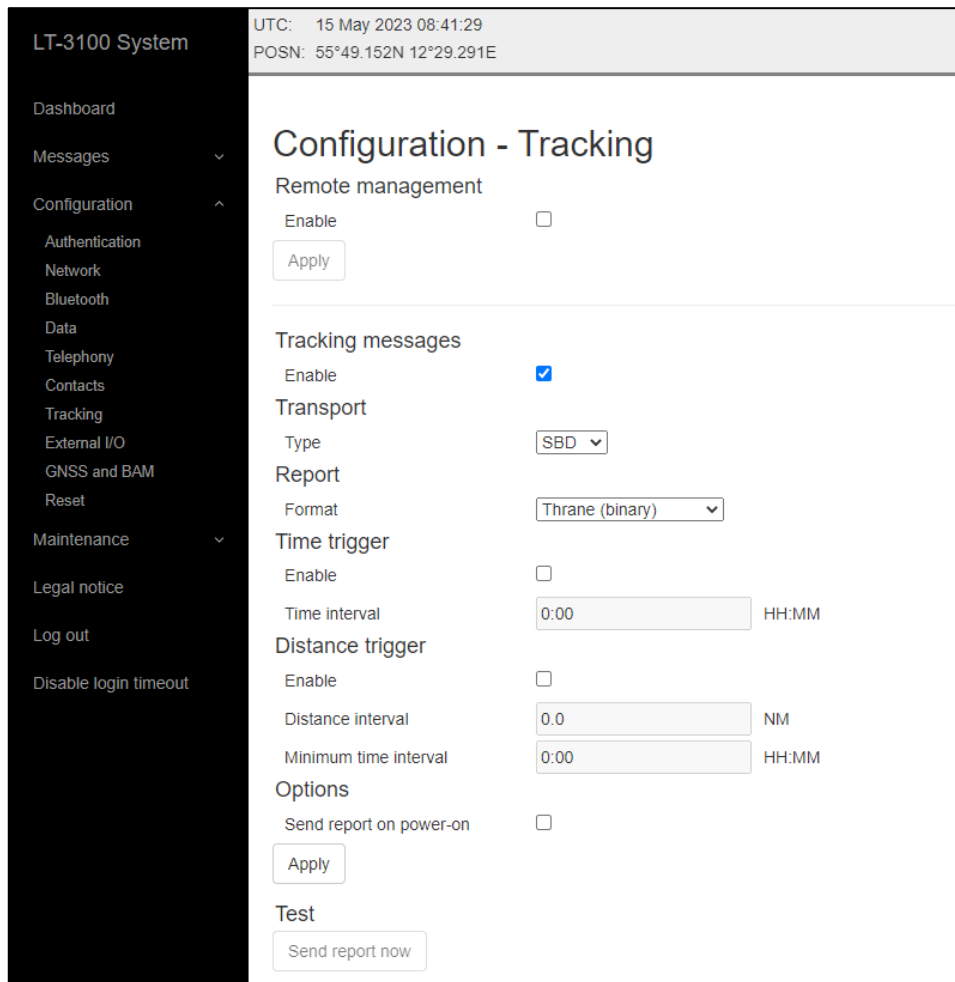 LT-3100 System
Dashboard
Messages
Configuration
Authentication
Network
Bluetooth
Data
Telephony
Contacts
Tracking
External I/O
GNSS and BAM
Reset
Maintenance
Legal notice
Log out
Disable login timeout
UTC: 15 May 2023 08:41:29
POSN: 55°49.152N 12°29.291E
Configuration - Tracking
Remote management
Enable
Apply
Tracking messages
Enable
Transport
Type SBD
Report
Format Thrane (binary)
Time trigger
Enable
Time interval 0:00 HH:MM
Distance trigger
Enable
Distance interval 0.0 NM
Minimum time interval 0:00 HH:MM
Options
Send report on power-on
Apply
Test
Send report now